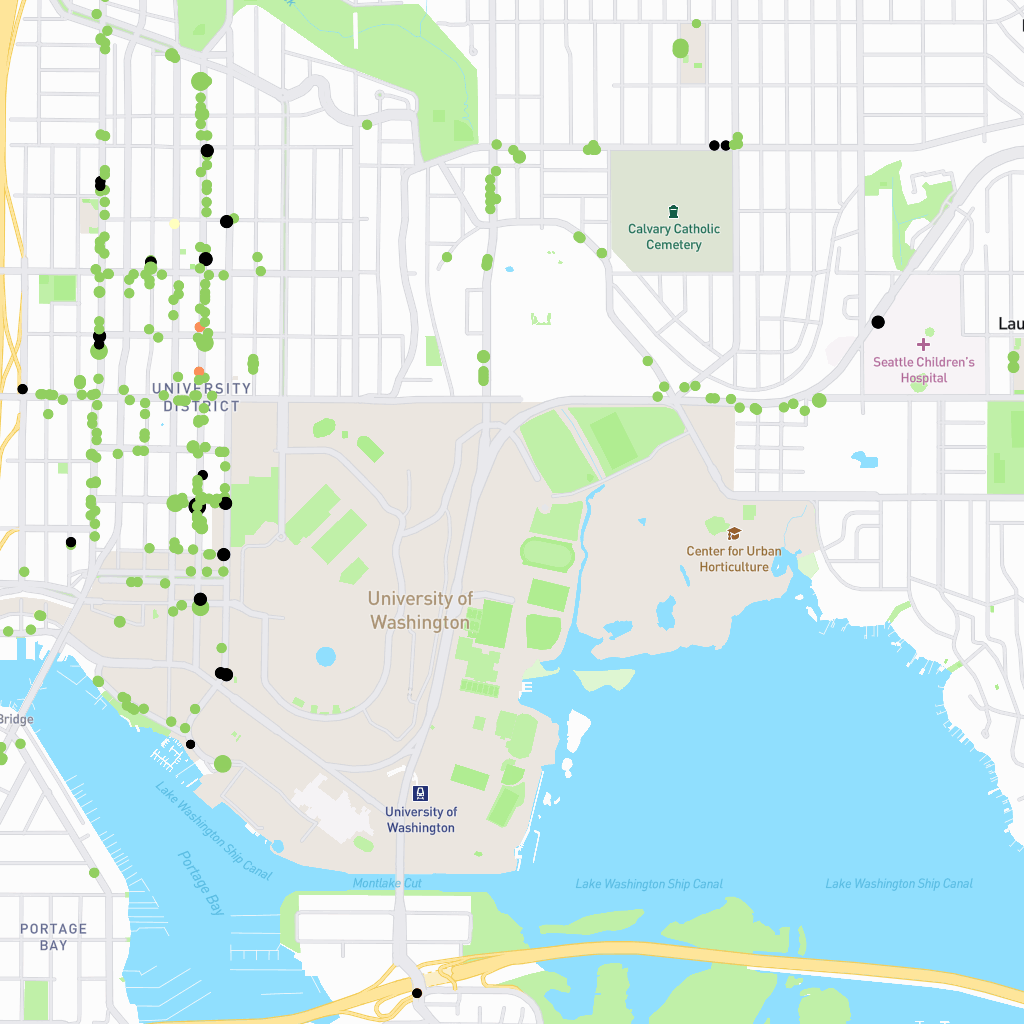 Calvary Catholic
Cemetery
Lau
Seattle Children's
Hospital
UNIVERSITY
DISTRICT
Center for Urban
Horticulture
University of
Washington
E
Bridge
University of
Washington
Lake Washington Ship Canal
Portage Bay
Montlake Cut
Lake Washington Ship Canal
Lake Washington Ship Canal
PORTAGE
BAY